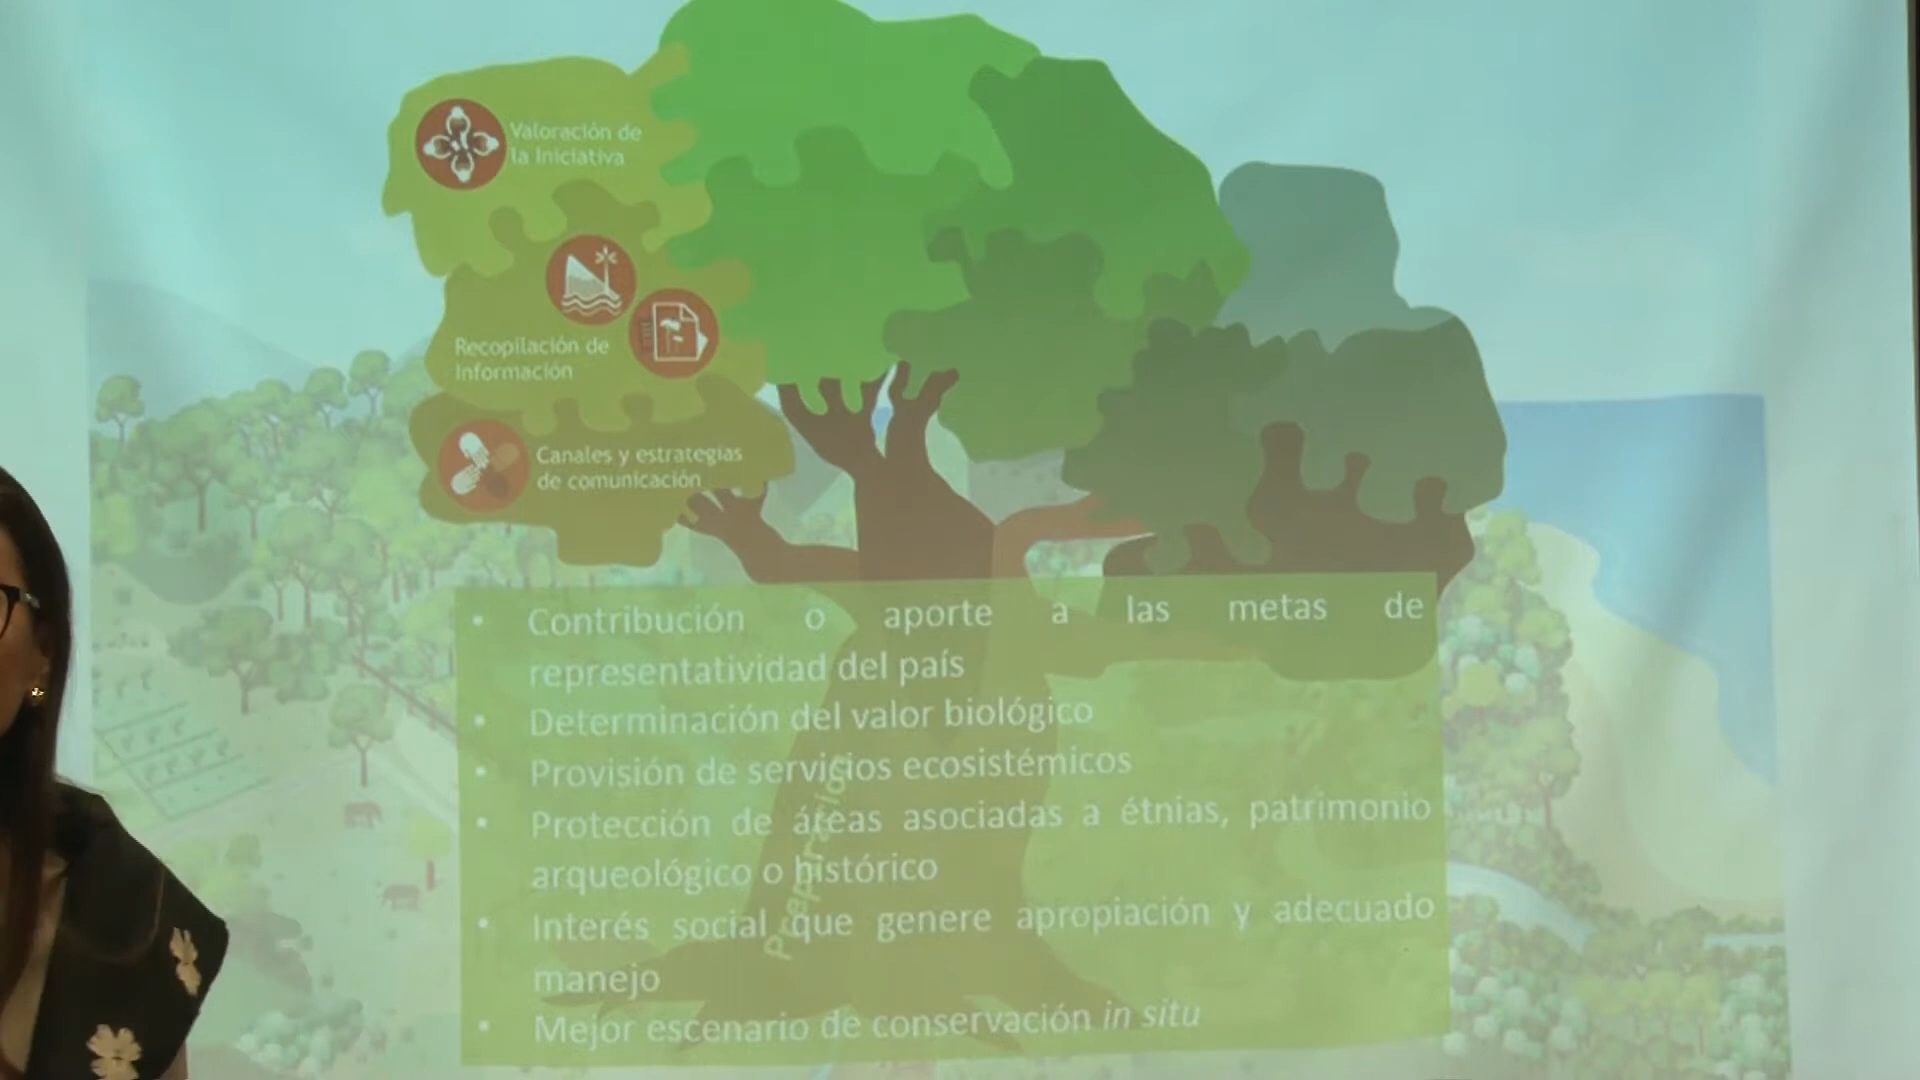 Valoración de
la Iniciativa
Recopilación de
Información
Canales y estrategias
de comunicación
• Contribución o aporte a las metas de
representatividad del país
• Determinación del valor biológico
• Provisión de servicios ecosistémicos
• Protección de áreas asociadas a étnias, patrimonio
arqueológico o histórico
• Interés social que genere apropiación y adecuado
manejo
• Mejor escenario de conservación in situ
Preparación